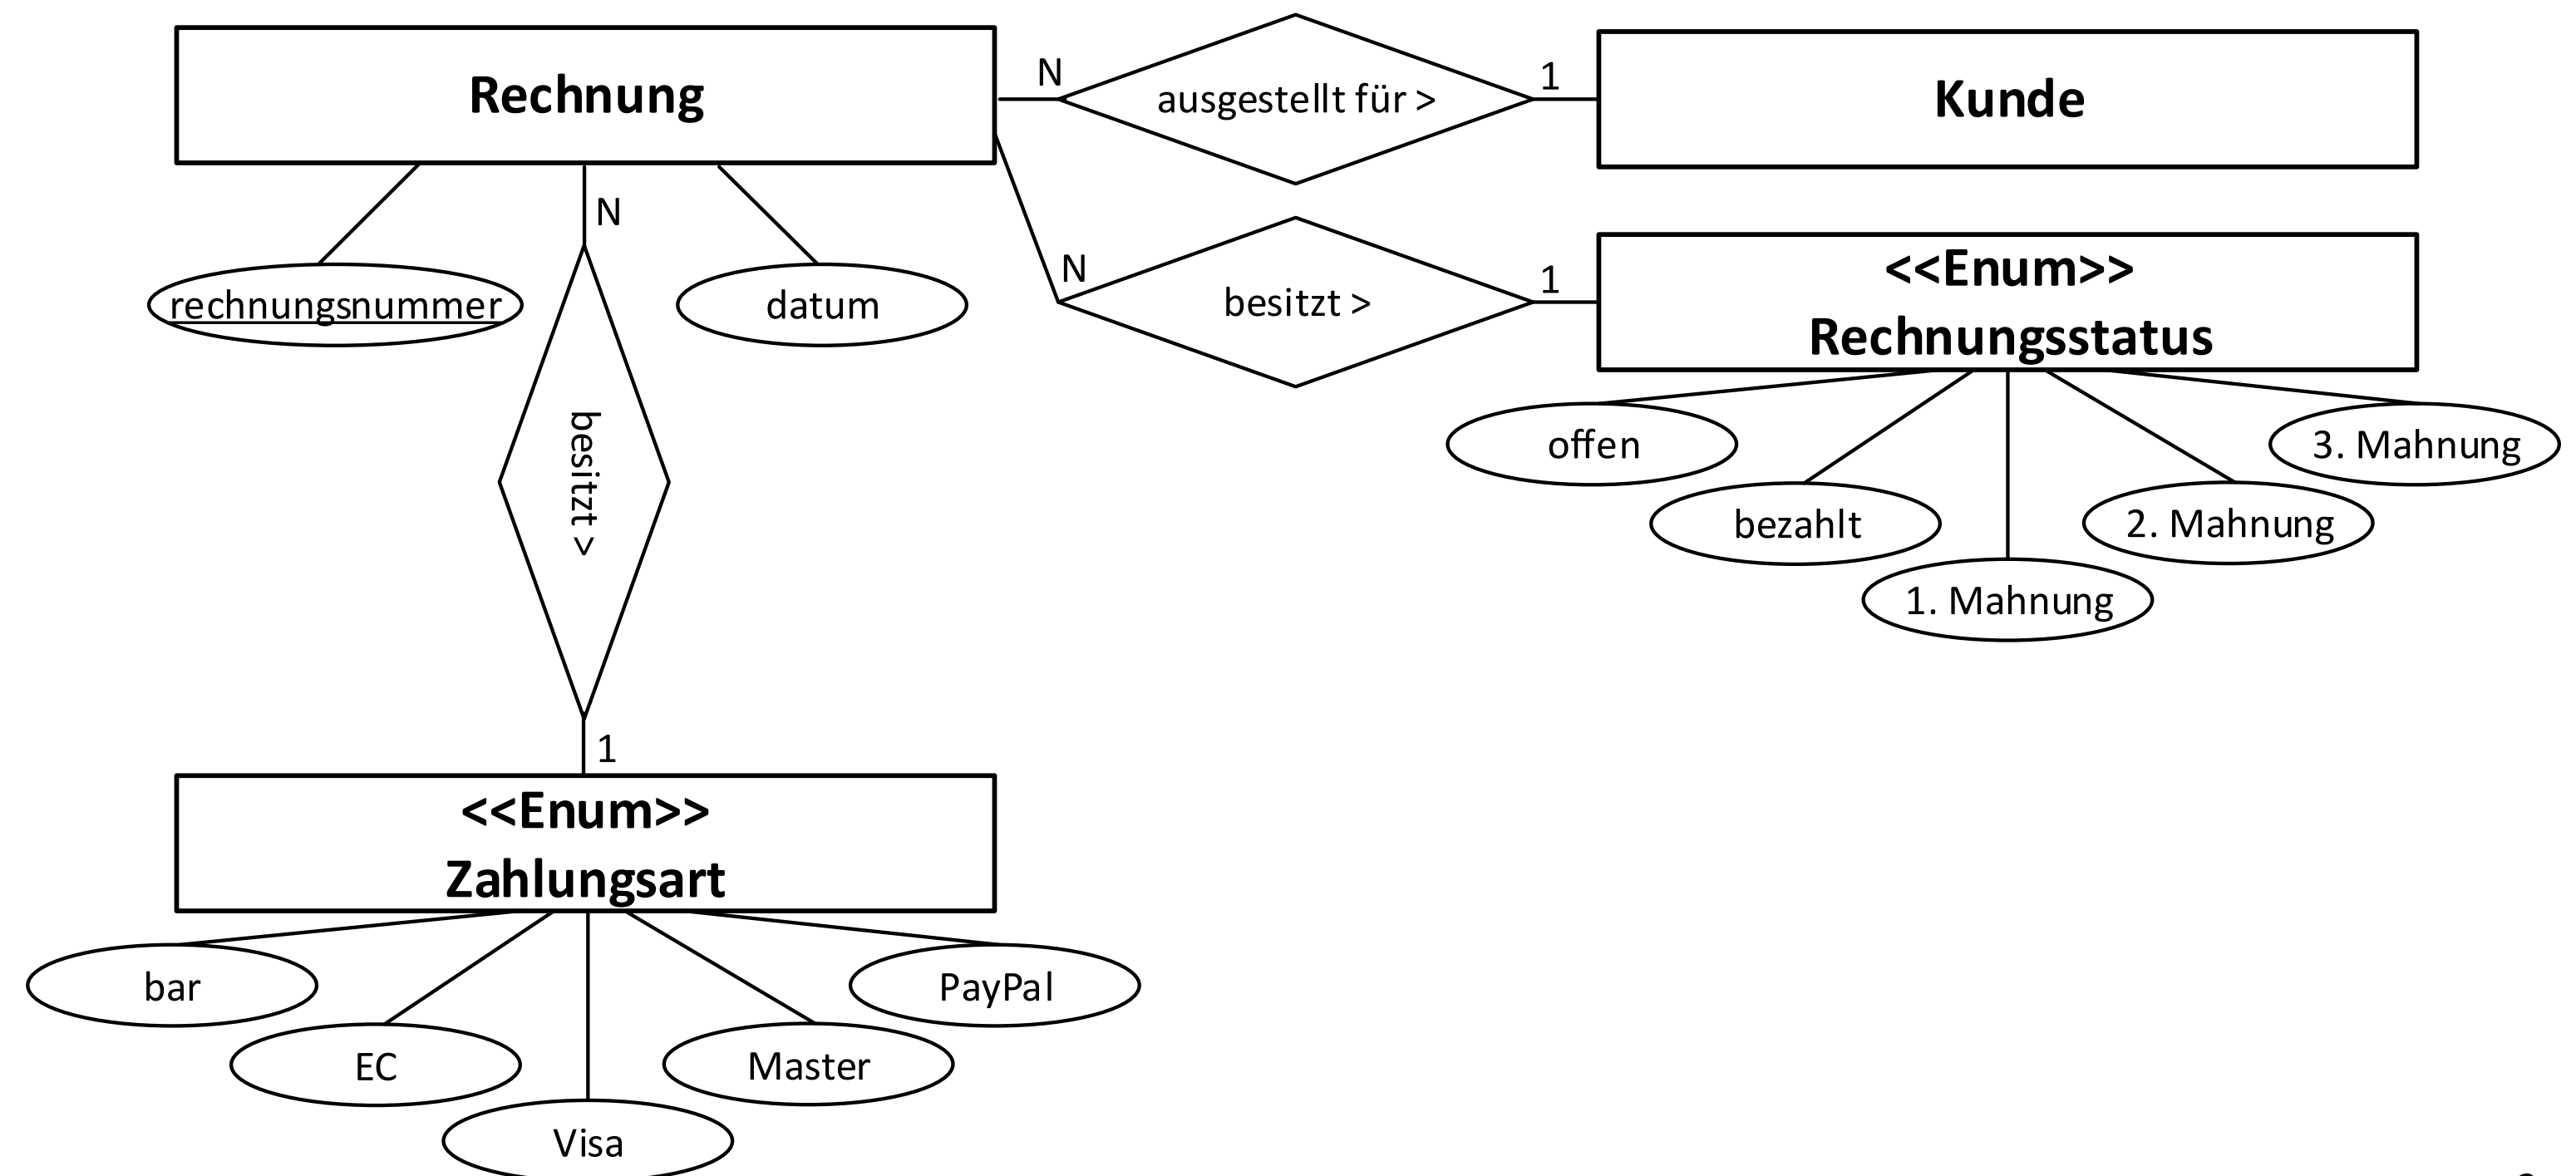 Rechnung
N
ausgestellt für >
1
Kunde
N
rechnungsnummer
datum
N
besitzt >
1
<<Enum>>
Rechnungsstatus
besitzt >
offen
bezahlt
1. Mahnung
2. Mahnung
3. Mahnung
1
<<Enum>>
Zahlungsart
bar
EC
Visa
Master
PayPal